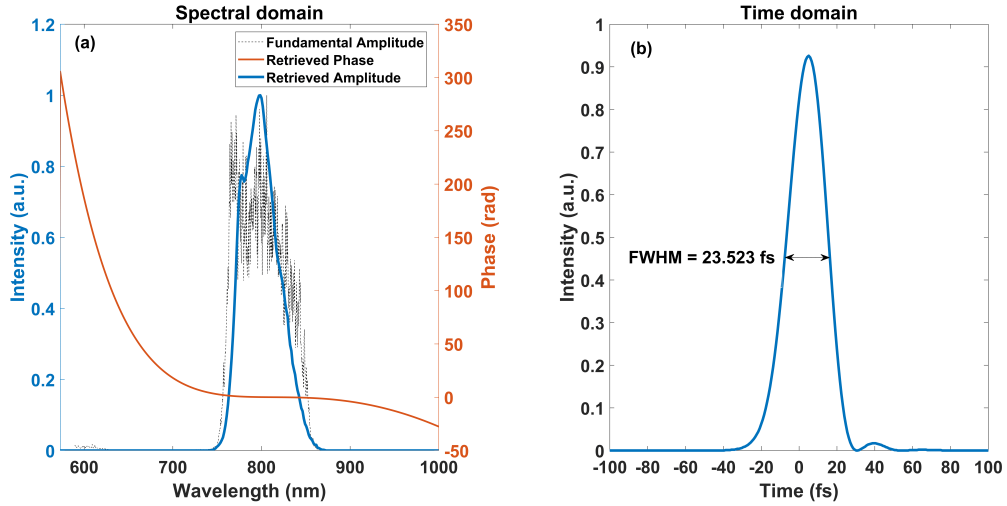 Spectral domain
(a)
Fundamental Amplitude
Retrieved Phase
Retrieved Amplitude
1.2
1
0.8
0.6
0.4
0.2
0
Intensity (a.u.)
350
300
250
200
150
100
50
0
-50
Phase (rad)
600 700 800 900 1000
Wavelength (nm)
Time domain
(b)
1
0.9
0.8
0.7
0.6
0.5
0.4
0.3
0.2
0.1
0
Intensity (a.u.)
FWHM = 23.523 fs
-100 -80 -60 -40 -20 0 20 40 60 80 100
Time (fs)